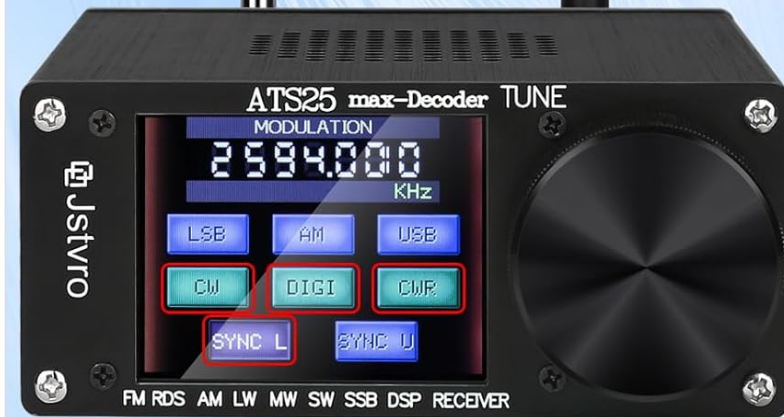 ATS25 max-Decoder TUNE
MODULATION
2594.000
KHz
LSB AM USB
CW DIGI CWR
SYNC L SYNC U
Jstvro
FM RDS AM LW MW SW SSB DSP RECEIVER